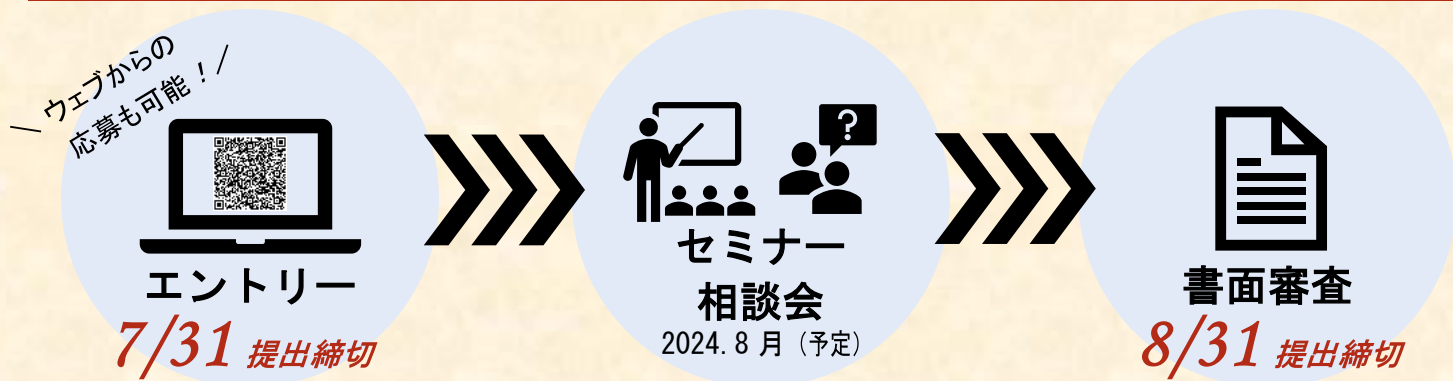 \ ウェブからの
応募も可能！/
エントリー
7/31 提出締切
?
セミナー
相談会
2024.8月（予定）
書面審査
8/31 提出締切